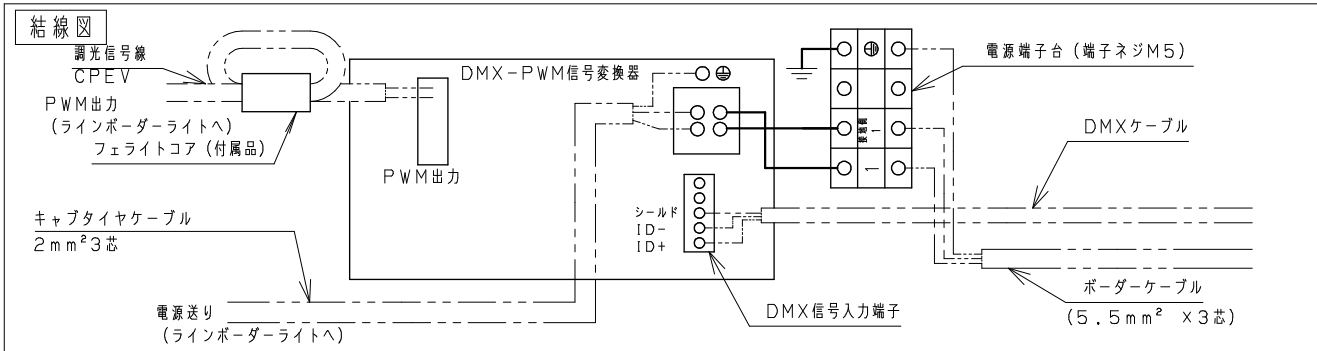 結線図
調光信号線
CPEV
PWM出力
(ラインボーダーライトへ)
フェライトコア (付属品)
DMX-PWM信号変換器
PWM出力
電源端子台 (端子ネジM5)
接地側
1
1
DMXケーブル
シールド
ID-
ID+
キャブタイヤケーブル
2mm²3芯
電源送り
(ラインボーダーライトへ)
DMX信号入力端子
ボーダーケーブル
(5.5mm² ×3芯)